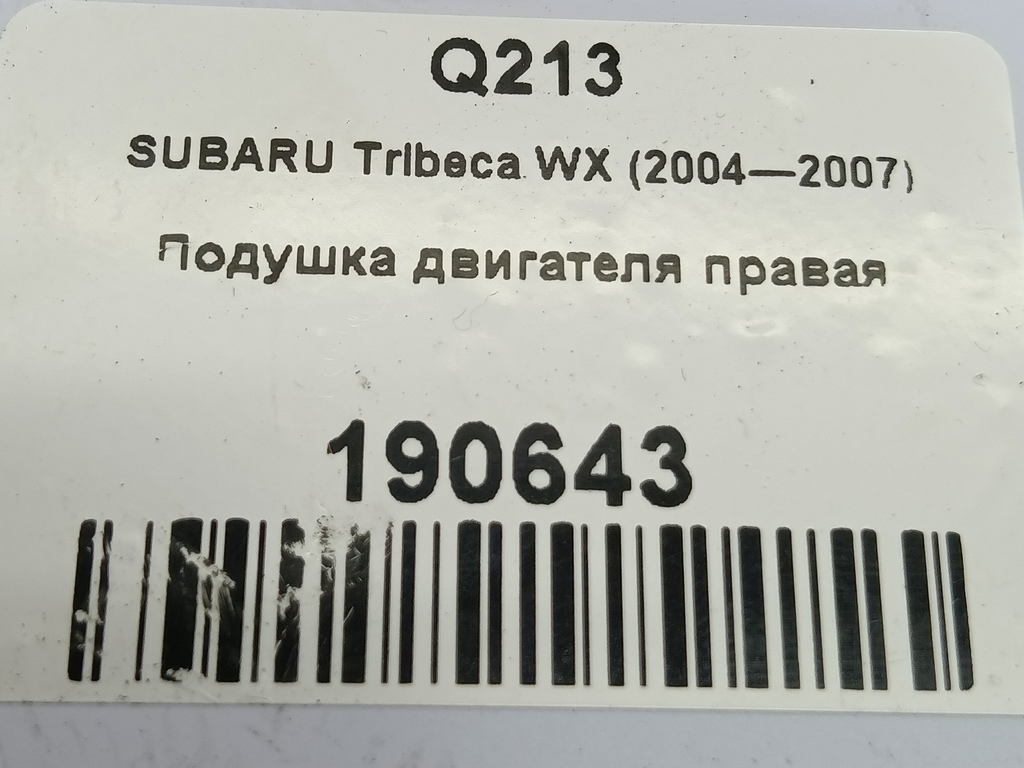 Q213
SUBARU Tribeca WX (2004—2007)
Подушка двигателя правая
190643